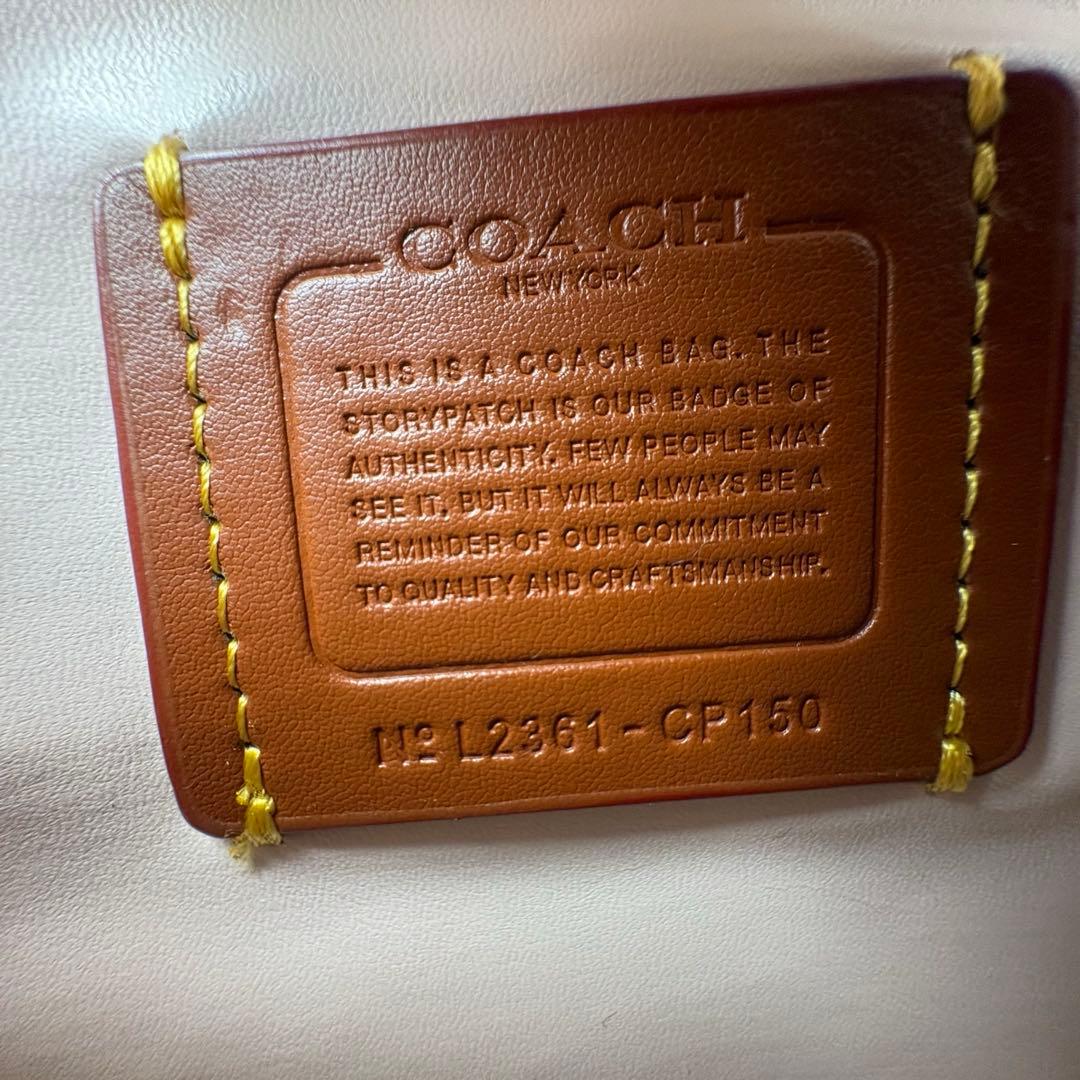 COACH
NEW YORK
THIS IS A COACH BAG. THE
STORYPATCH IS OUR BADGE OF
AUTHENTICITY. FEW PEOPLE MAY
SEE IT, BUT IT WILL ALWAYS BE A
REMINDER OF OUR COMMITMENT
TO QUALITY AND CRAFTSMANSHIP.
Nº L2361-CP150